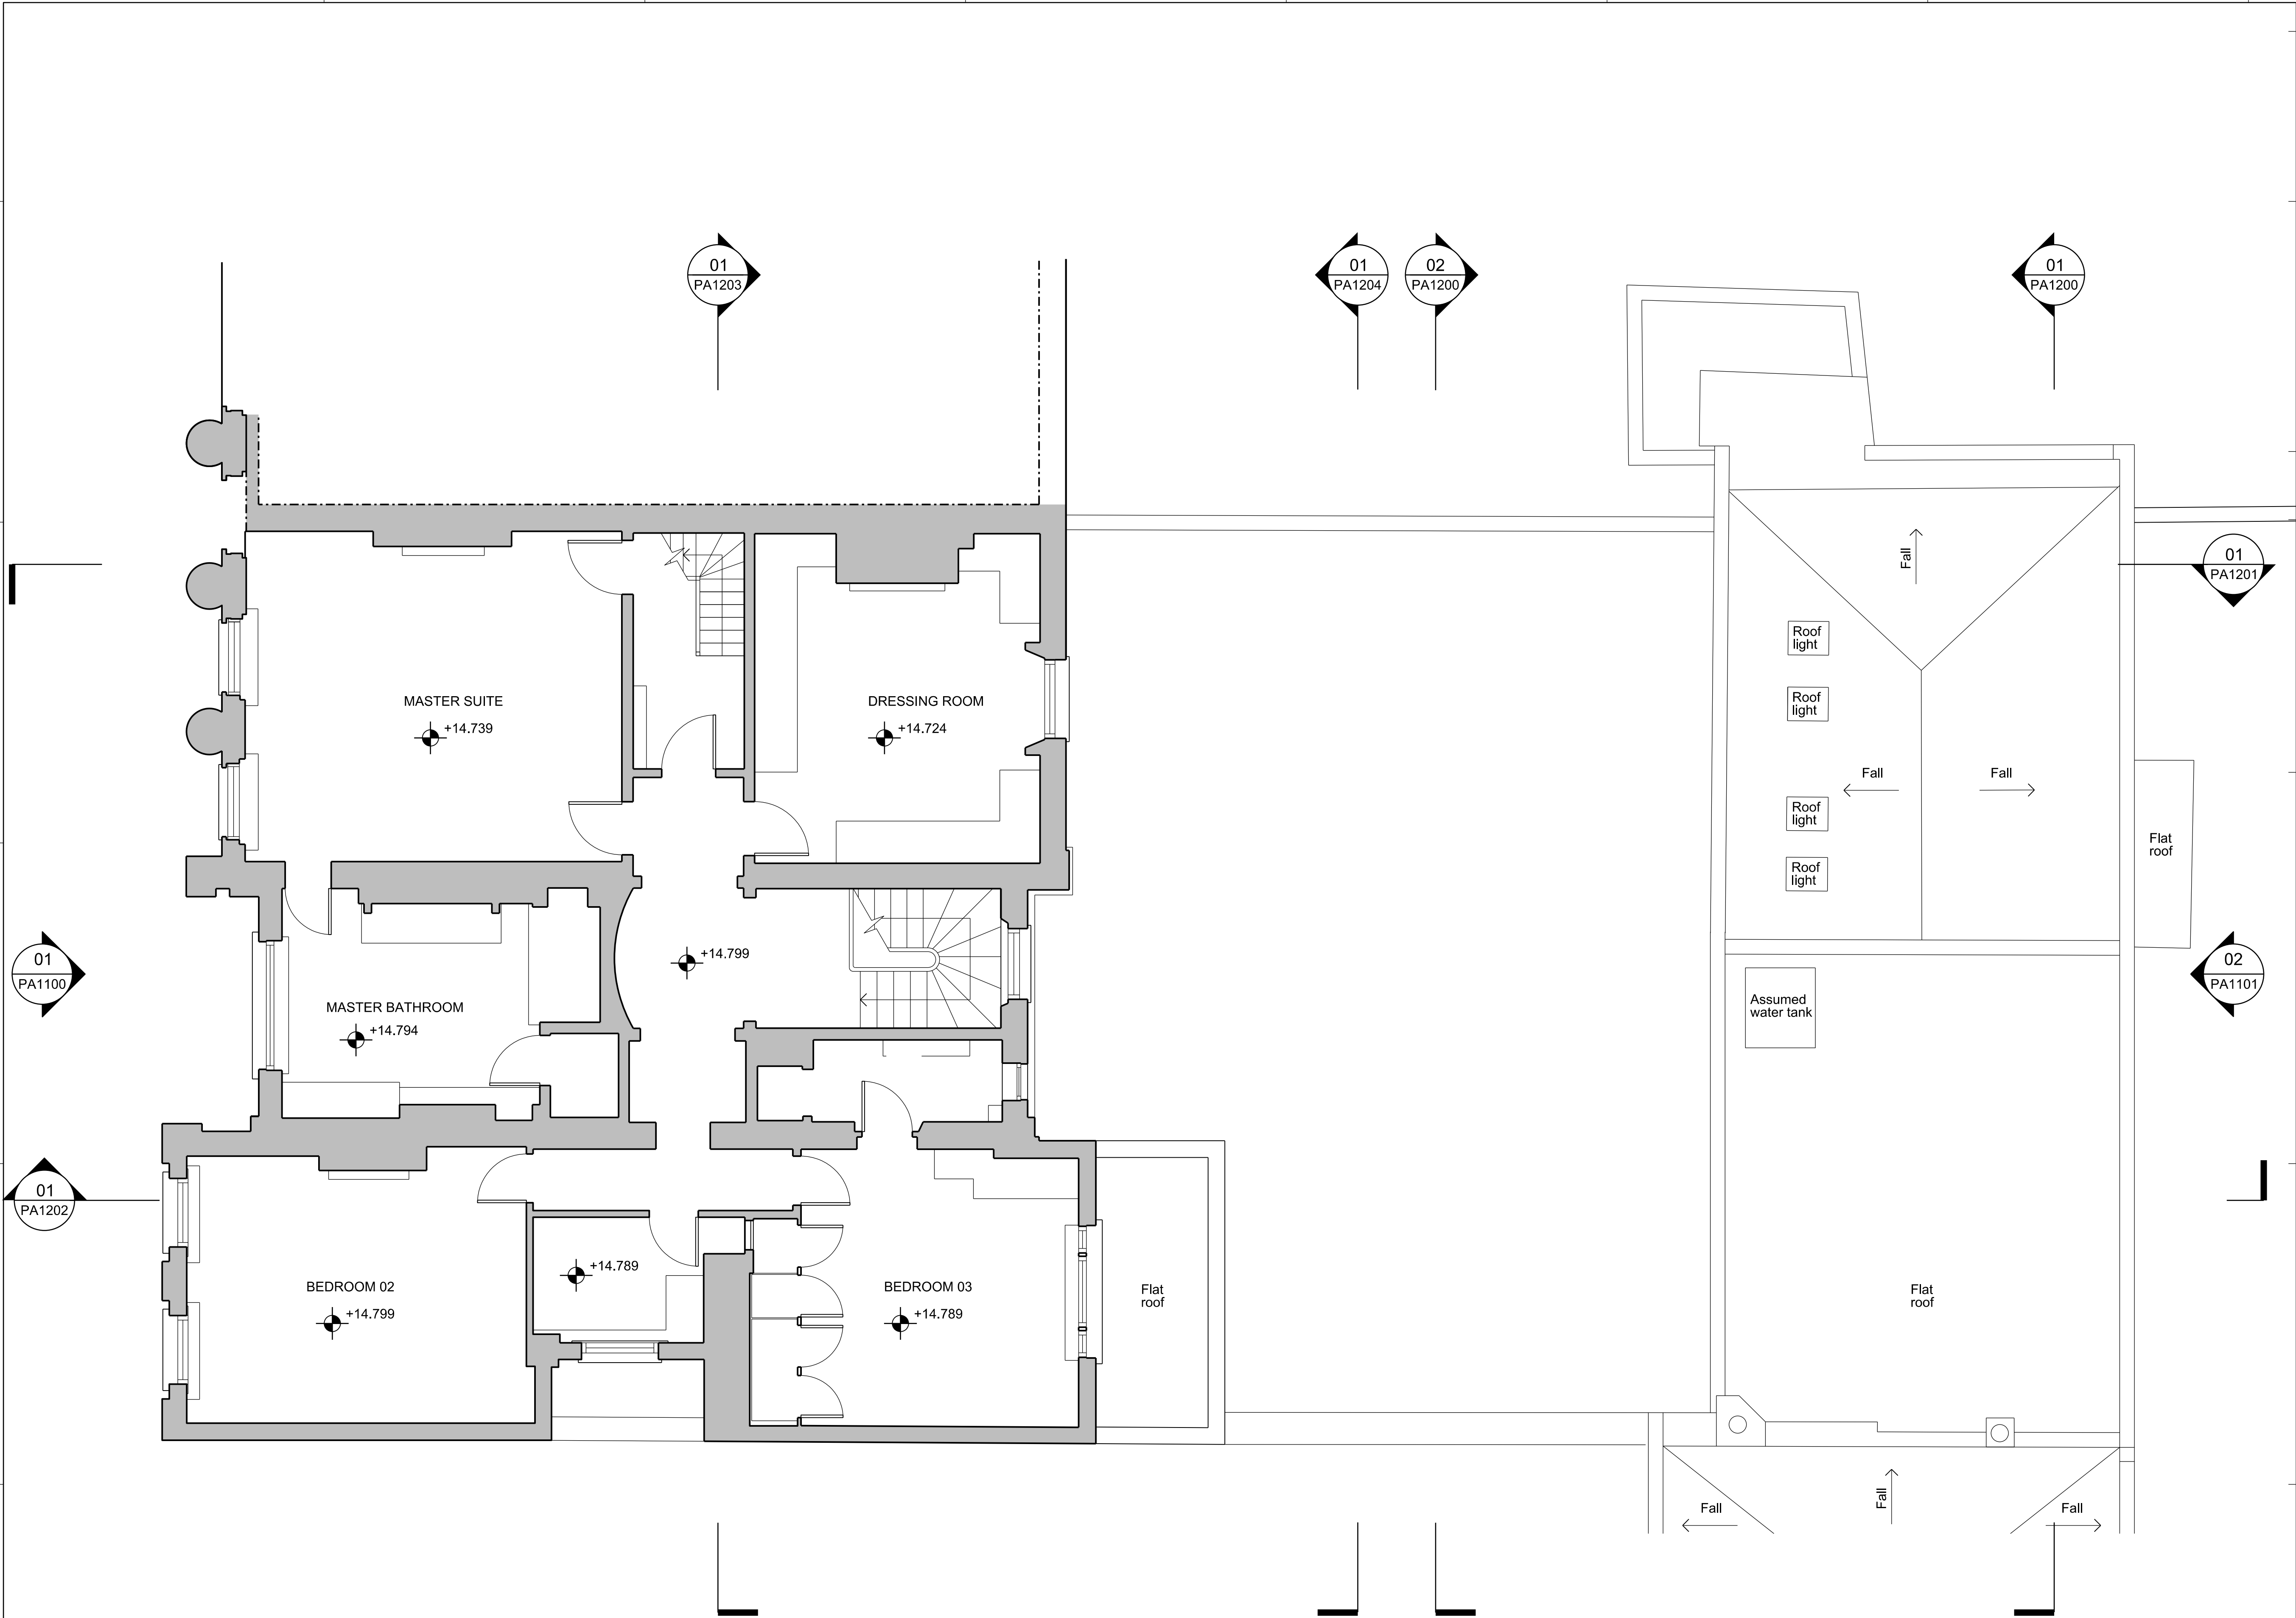 01
PA1203
01
PA1204
02
PA1200
01
PA1200
Fall
01
PA1201
Roof
light
Roof
light
MASTER SUITE
+14.739
DRESSING ROOM
+14.724
Fall
Fall
Roof
light
Roof
light
Flat
roof
01
PA1100
+14.799
02
PA1101
MASTER BATHROOM
+14.794
Assumed
water tank
01
PA1202
+14.789
BEDROOM 02
+14.799
BEDROOM 03
+14.789
Flat
roof
Flat
roof
Fall
Fall
Fall